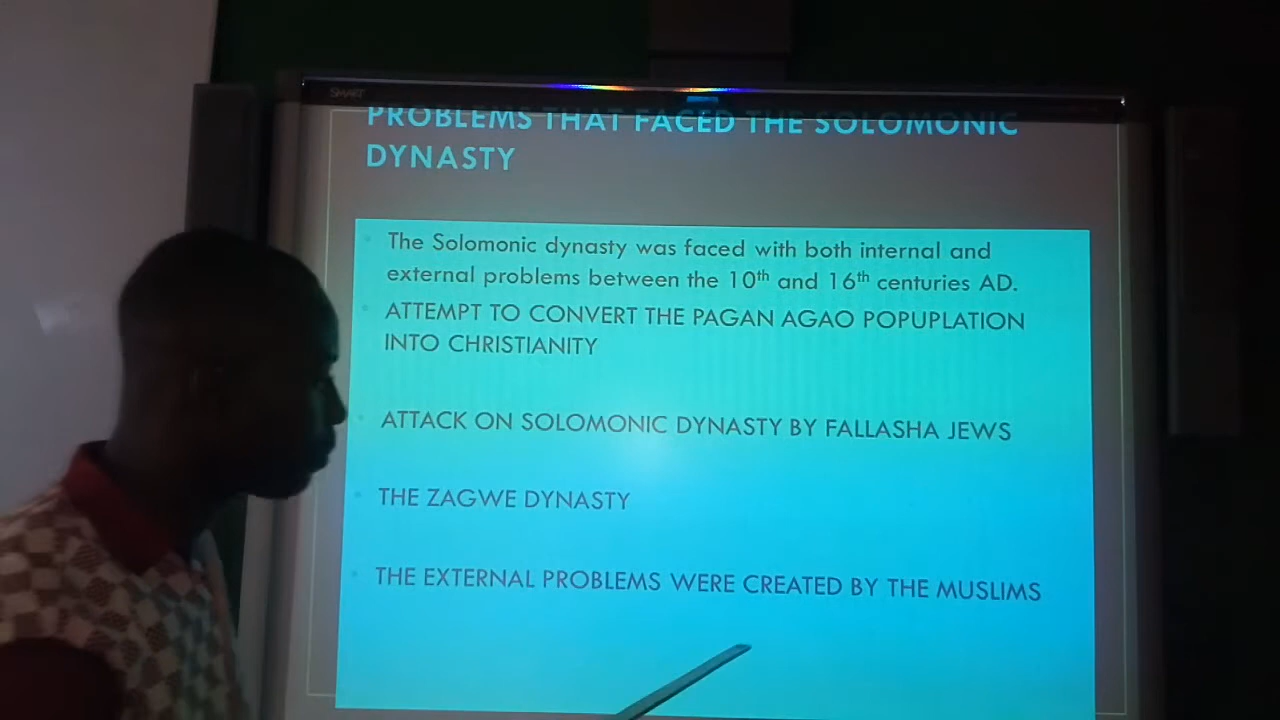 SMART
PROBLEMS THAT FACED THE SOLOMONIC
DYNASTY
The Solomonic dynasty was faced with both internal and
external problems between the 10th and 16th centuries AD.
ATTEMPT TO CONVERT THE PAGAN AGAO POPUPLATION
INTO CHRISTIANITY
ATTACK ON SOLOMONIC DYNASTY BY FALLASHA JEWS
THE ZAGWE DYNASTY
THE EXTERNAL PROBLEMS WERE CREATED BY THE MUSLIMS